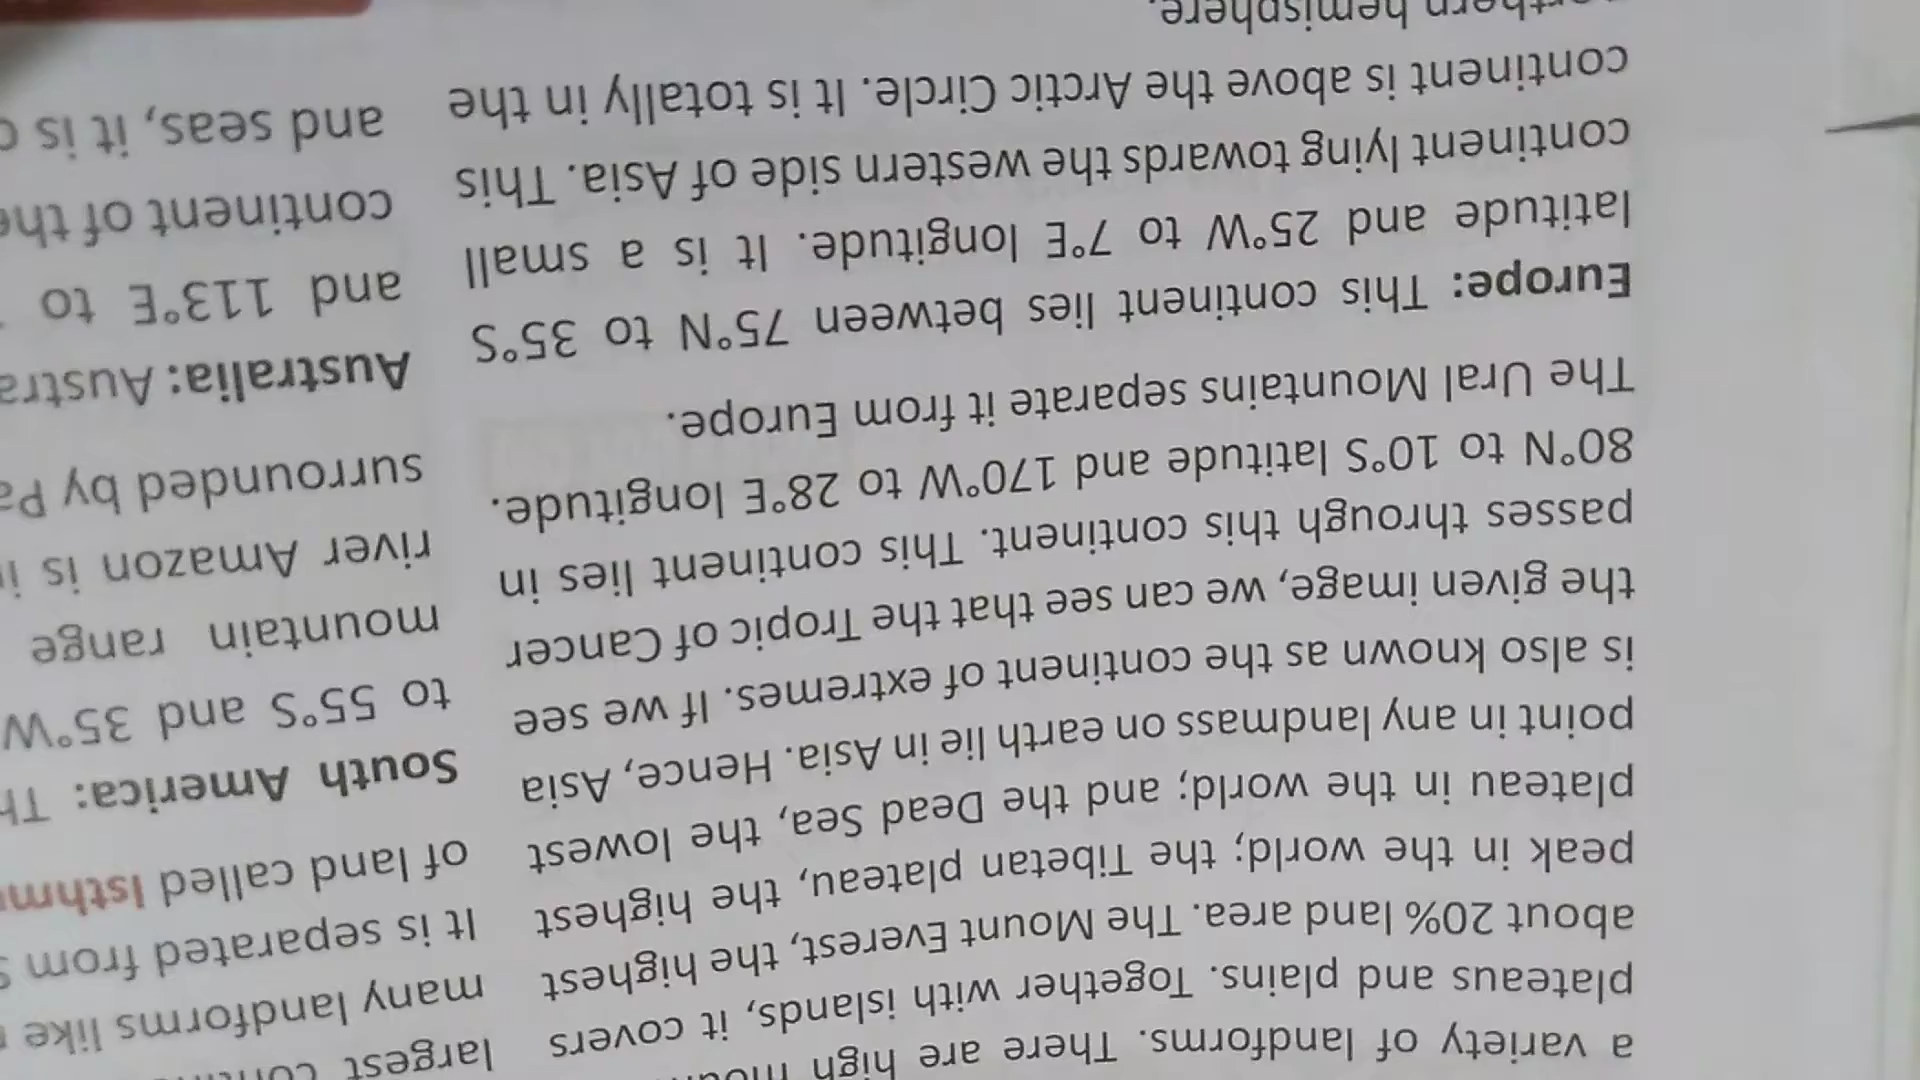 a variety of landforms. There are high
plateaus and plains. Together with islands, it covers
about 20% land area. The Mount Everest, the highest
peak in the world; the Tibetan plateau, the highest
plateau in the world; and the Dead Sea, the lowest
point in any landmass on earth lie in Asia. Hence, Asia
is also known as the continent of extremes. If we see
the given image, we can see that the Tropic of Cancer
passes through this continent. This continent lies in
80°N to 10°S latitude and 170°W to 28°E longitude.
The Ural Mountains separate it from Europe.
Europe: This continent lies between 75°N to 35°S
latitude and 25°W to 7°E longitude. It is a small
continent lying towards the western side of Asia. This
continent is above the Arctic Circle. It is totally in the
hemisphere.
largest
many landforms like
It is separated from
of land called
South America:
to 55°S and 35°W
mountain range
river Amazon is
surrounded by
Australia:
and 113°E to
continent of the
and seas, it is